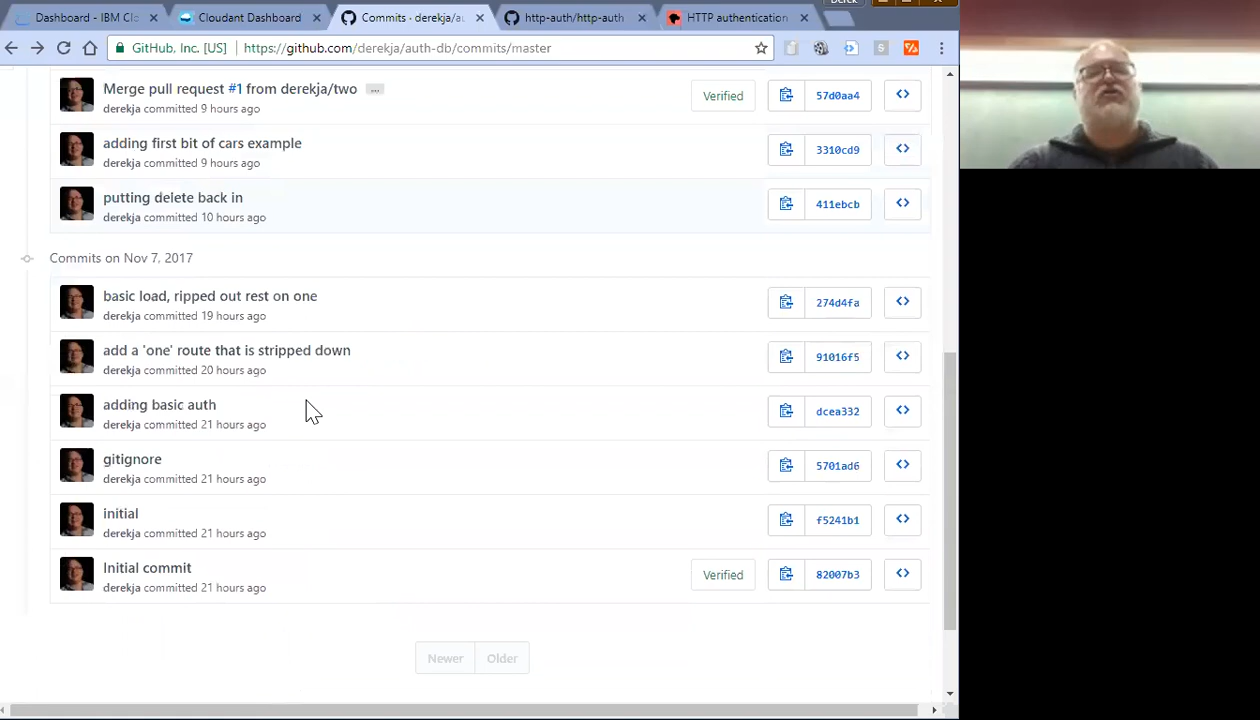 Derek
Dashboard - IBM Clo
Cloudant Dashboard
Commits · derekja/au
http-auth/http-auth
HTTP authentication
GitHub, Inc. [US]
https://github.com/derekja/auth-db/commits/master
Merge pull request #1 from derekja/two ...
derekja committed 9 hours ago
Verified
57d0aa4
adding first bit of cars example
derekja committed 9 hours ago
3310cd9
putting delete back in
derekja committed 10 hours ago
411ebcb
Commits on Nov 7, 2017
basic load, ripped out rest on one
derekja committed 19 hours ago
274d4fa
add a 'one' route that is stripped down
derekja committed 20 hours ago
91016f5
adding basic auth
derekja committed 21 hours ago
dcea332
gitignore
derekja committed 21 hours ago
5701ad6
initial
derekja committed 21 hours ago
f5241b1
Initial commit
derekja committed 21 hours ago
Verified
82007b3
Newer
Older